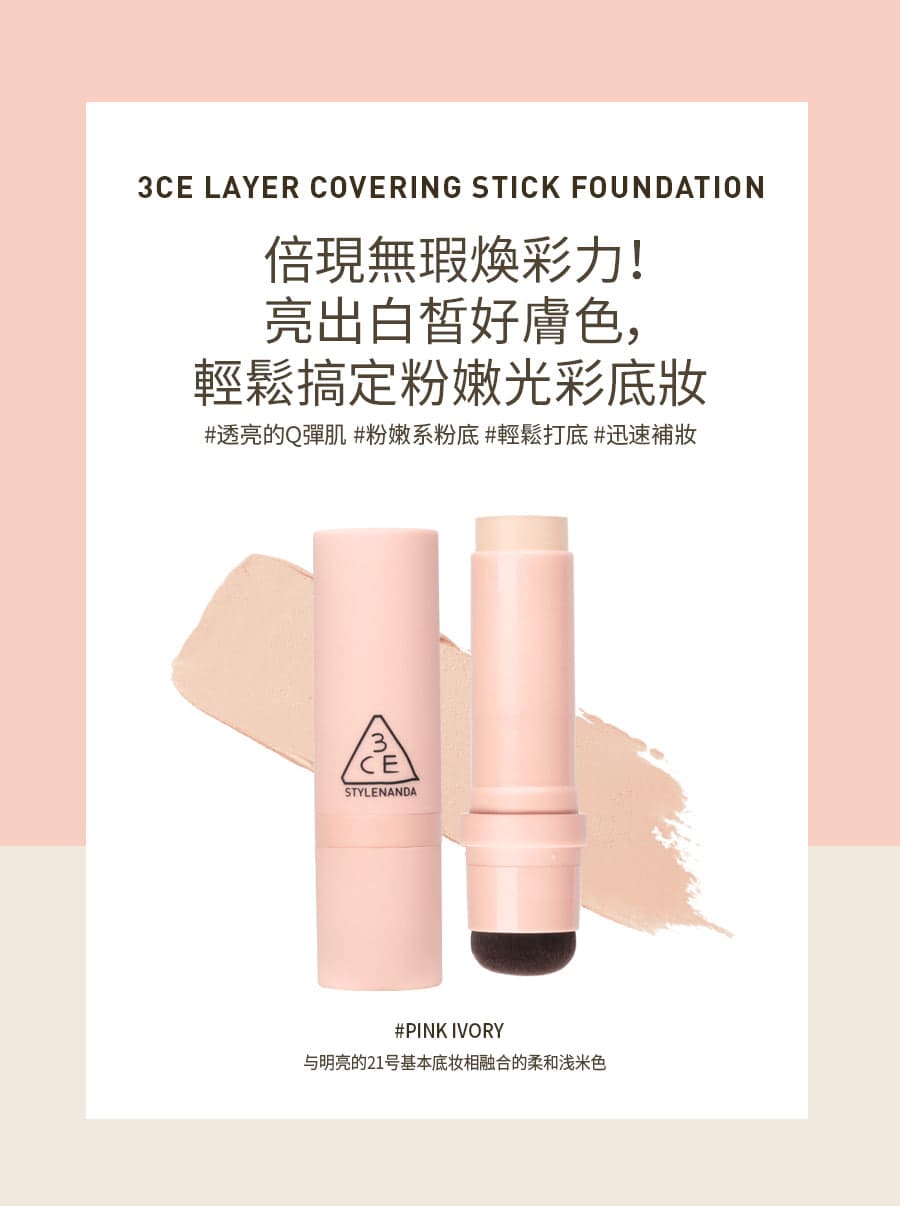 3CE LAYER COVERING STICK FOUNDATION
倍現無瑕煥彩力!
亮出白皙好膚色,
輕鬆搞定粉嫩光彩底妝
#透亮的Q彈肌 #粉嫩系粉底 #輕鬆打底 #迅速補妝
3
CE
STYLENANDA
#PINK IVORY
与明亮的21号基本底妆相融合的柔和浅米色